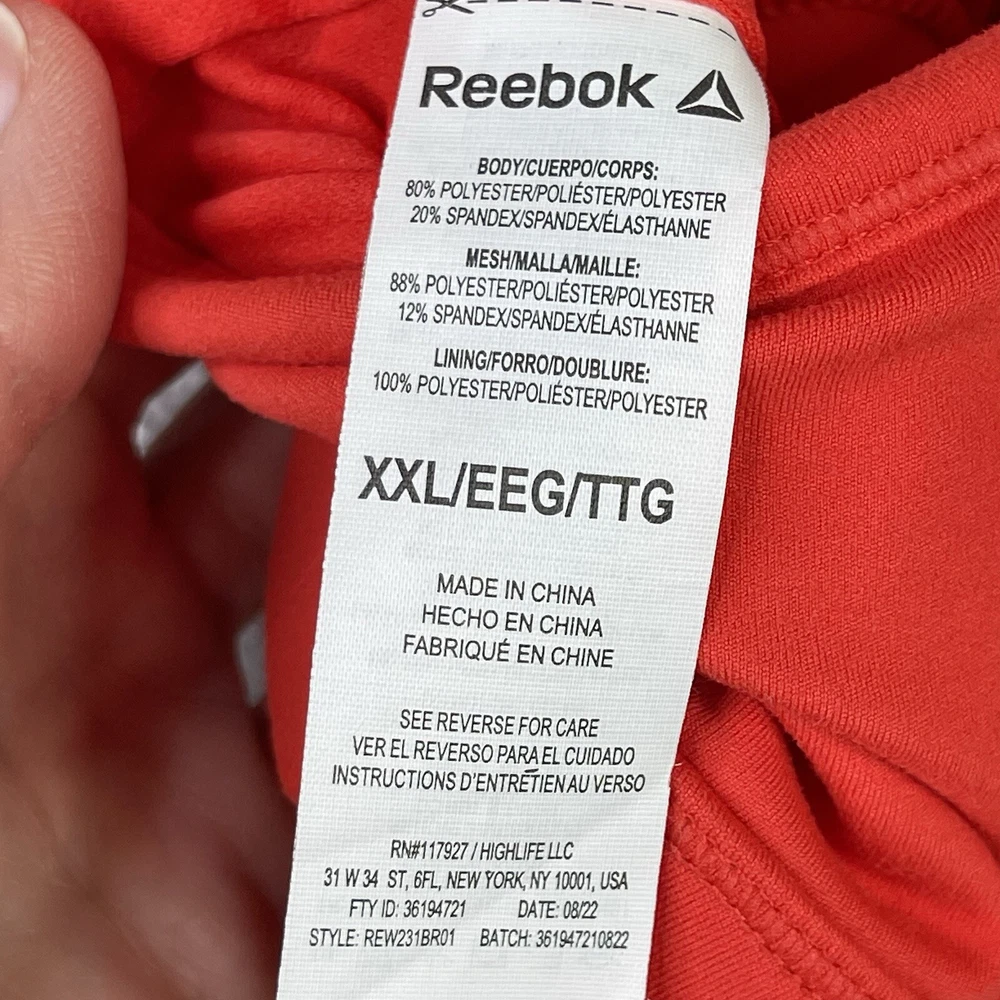 Reebok
BODY/CUERPO/CORPS:
80% POLYESTER/POLIÉSTER/POLYESTER
20% SPANDEX/SPANDEX/ÉLASTHANNE
MESH/MALLA/MAILLE:
88% POLYESTER/POLIÉSTER/POLYESTER
12% SPANDEX/SPANDEX/ÉLASTHANNE
LINING/FORRO/DOUBLURE:
100% POLYESTER/POLIÉSTER/POLYESTER
XXL/EEG/TTG
MADE IN CHINA
HECHO EN CHINA
FABRIQUÉ EN CHINE
SEE REVERSE FOR CARE
VER EL REVERSO PARA EL CUIDADO
INSTRUCTIONS D'ENTRETIEN AU VERSO
RN#117927 / HIGHLIFE LLC
31 W 34 ST, 6FL, NEW YORK, NY 10001, USA
FTY ID: 36194721 DATE: 08/22
STYLE: REW231BR01 BATCH: 361947210822